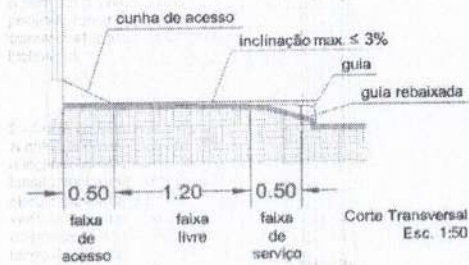 cunha de acesso
inclinação max. ≤ 3%
guia
guia rebaixada
0.50
1.20
0.50
faixa de acesso
faixa livre
faixa de serviço
Corte Transversal
Esc. 1:50